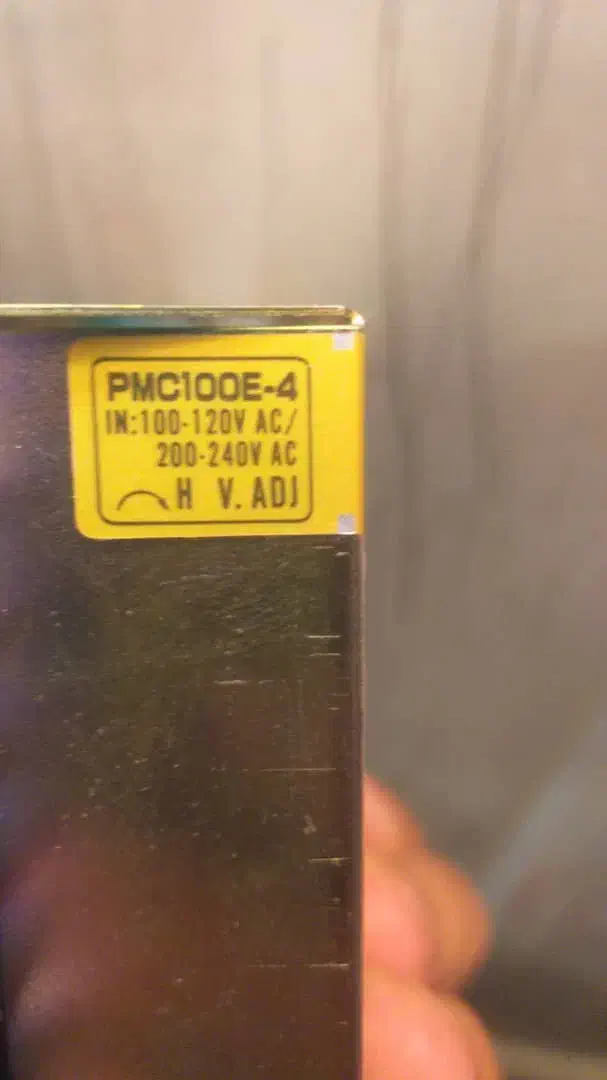 PMC100E-4
IN:100-120V AC/
200-240V AC
H V. ADJ